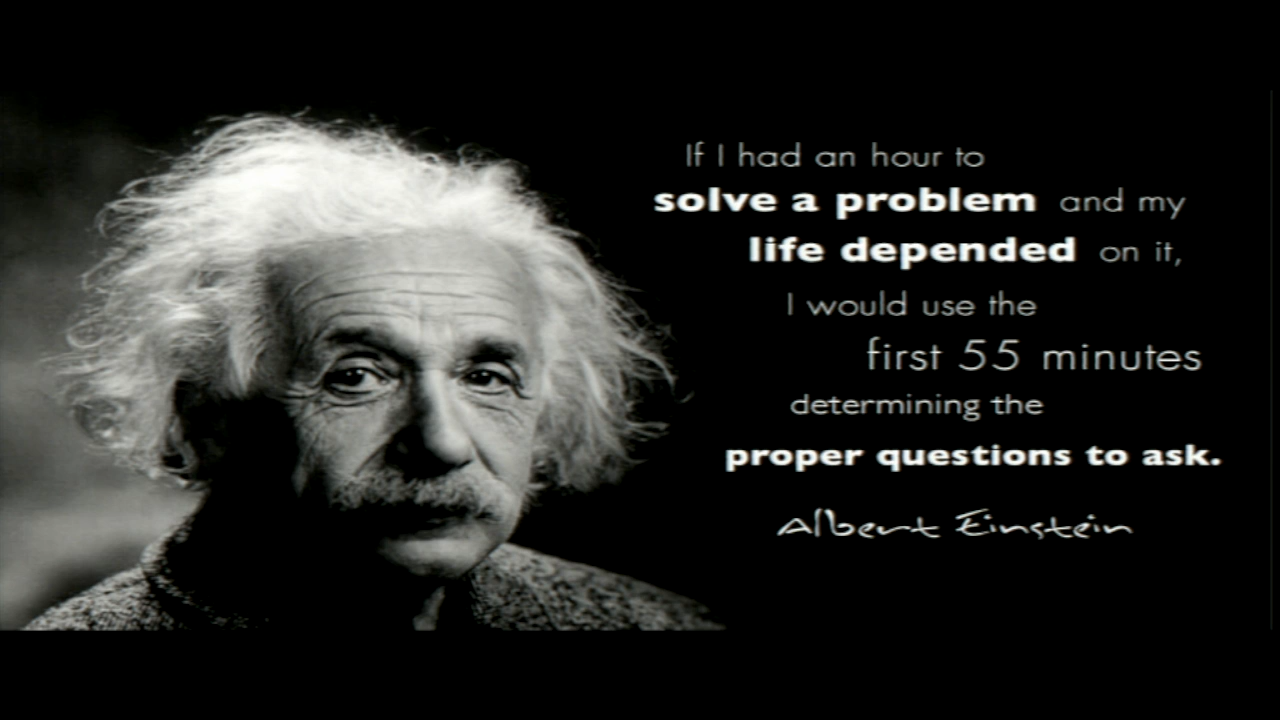 If I had an hour to
solve a problem and my
life depended on it,
I would use the
first 55 minutes
determining the
proper questions to ask.
Albert Einstein